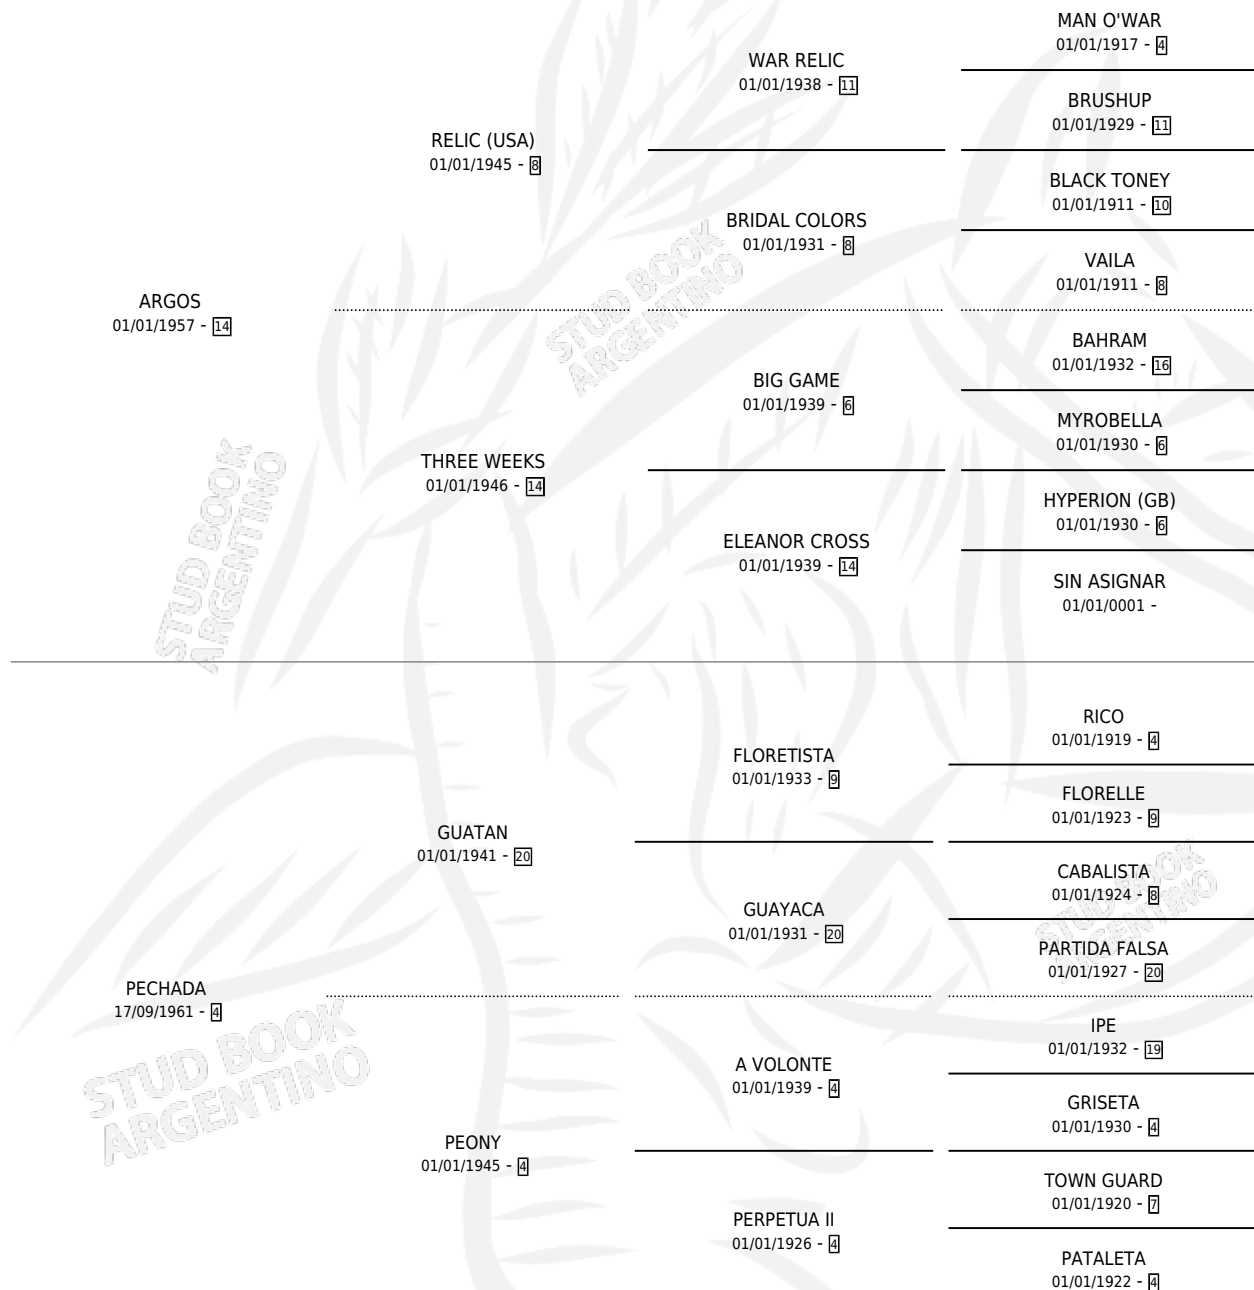 MAN O'WAR
01/01/1917 - 4
WAR RELIC
01/01/1938 - 11
BRUSHUP
01/01/1929 - 11
RELIC (USA)
01/01/1945 - 8
BLACK TONEY
01/01/1911 - 10
BRIDAL COLORS
01/01/1931 - 8
VAILA
01/01/1911 - 8
ARGOS
01/01/1957 - 14
BAHRAM
01/01/1932 - 16
BIG GAME
01/01/1939 - 6
MYROBELLA
01/01/1930 - 6
THREE WEEKS
01/01/1946 - 14
HYPERION (GB)
01/01/1930 - 6
ELEANOR CROSS
01/01/1939 - 14
SIN ASIGNAR
01/01/0001 -
RICO
01/01/1919 - 4
FLORETISTA
01/01/1933 - 9
FLORELLE
01/01/1923 - 9
GUATAN
01/01/1941 - 20
CABALISTA
01/01/1924 - 8
GUAYACA
01/01/1931 - 20
PARTIDA FALSA
01/01/1927 - 20
PECHADA
17/09/1961 - 4
IPE
01/01/1932 - 19
A VOLONTE
01/01/1939 - 4
GRISETA
01/01/1930 - 4
PEONY
01/01/1945 - 4
TOWN GUARD
01/01/1920 - 7
PERPETUA II
01/01/1926 - 4
PATALETA
01/01/1922 - 4
STUD BOOK
ARGENTINO
STUD BOOK
ARGENTINO
STUD BOOK
ARGENTINO
STUD BOOK
ARGENTINO